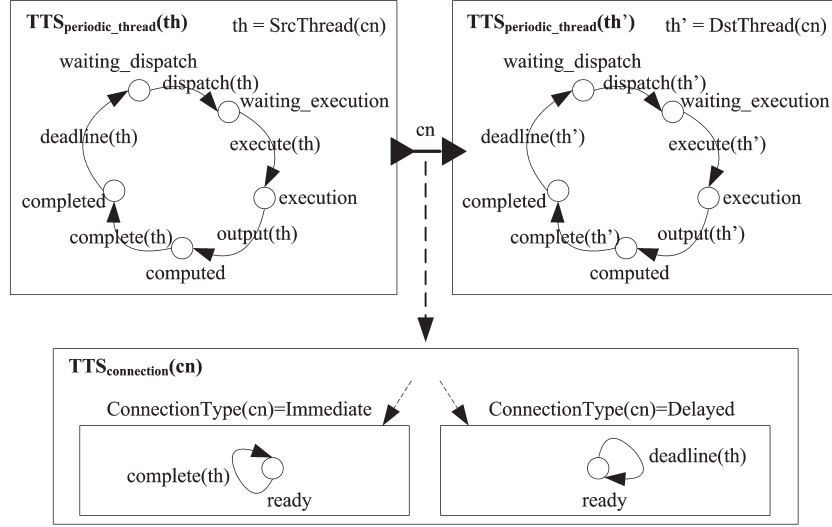 TTSperiodic_thread(th) th = SrcThread(cn)
waiting_dispatch
dispatch(th)
waiting_execution
deadline(th)
execute(th)
completed
execution
complete(th)
output(th)
computed
cn
TTSperiodic_thread(th’) th’ = DstThread(cn)
waiting_dispatch
dispatch(th’)
waiting_execution
deadline(th’)
execute(th’)
completed
execution
complete(th’)
output(th’)
computed
TTSconnection(cn)
ConnectionType(cn)=Immediate
complete(th)
ready
ConnectionType(cn)=Delayed
deadline(th)
ready